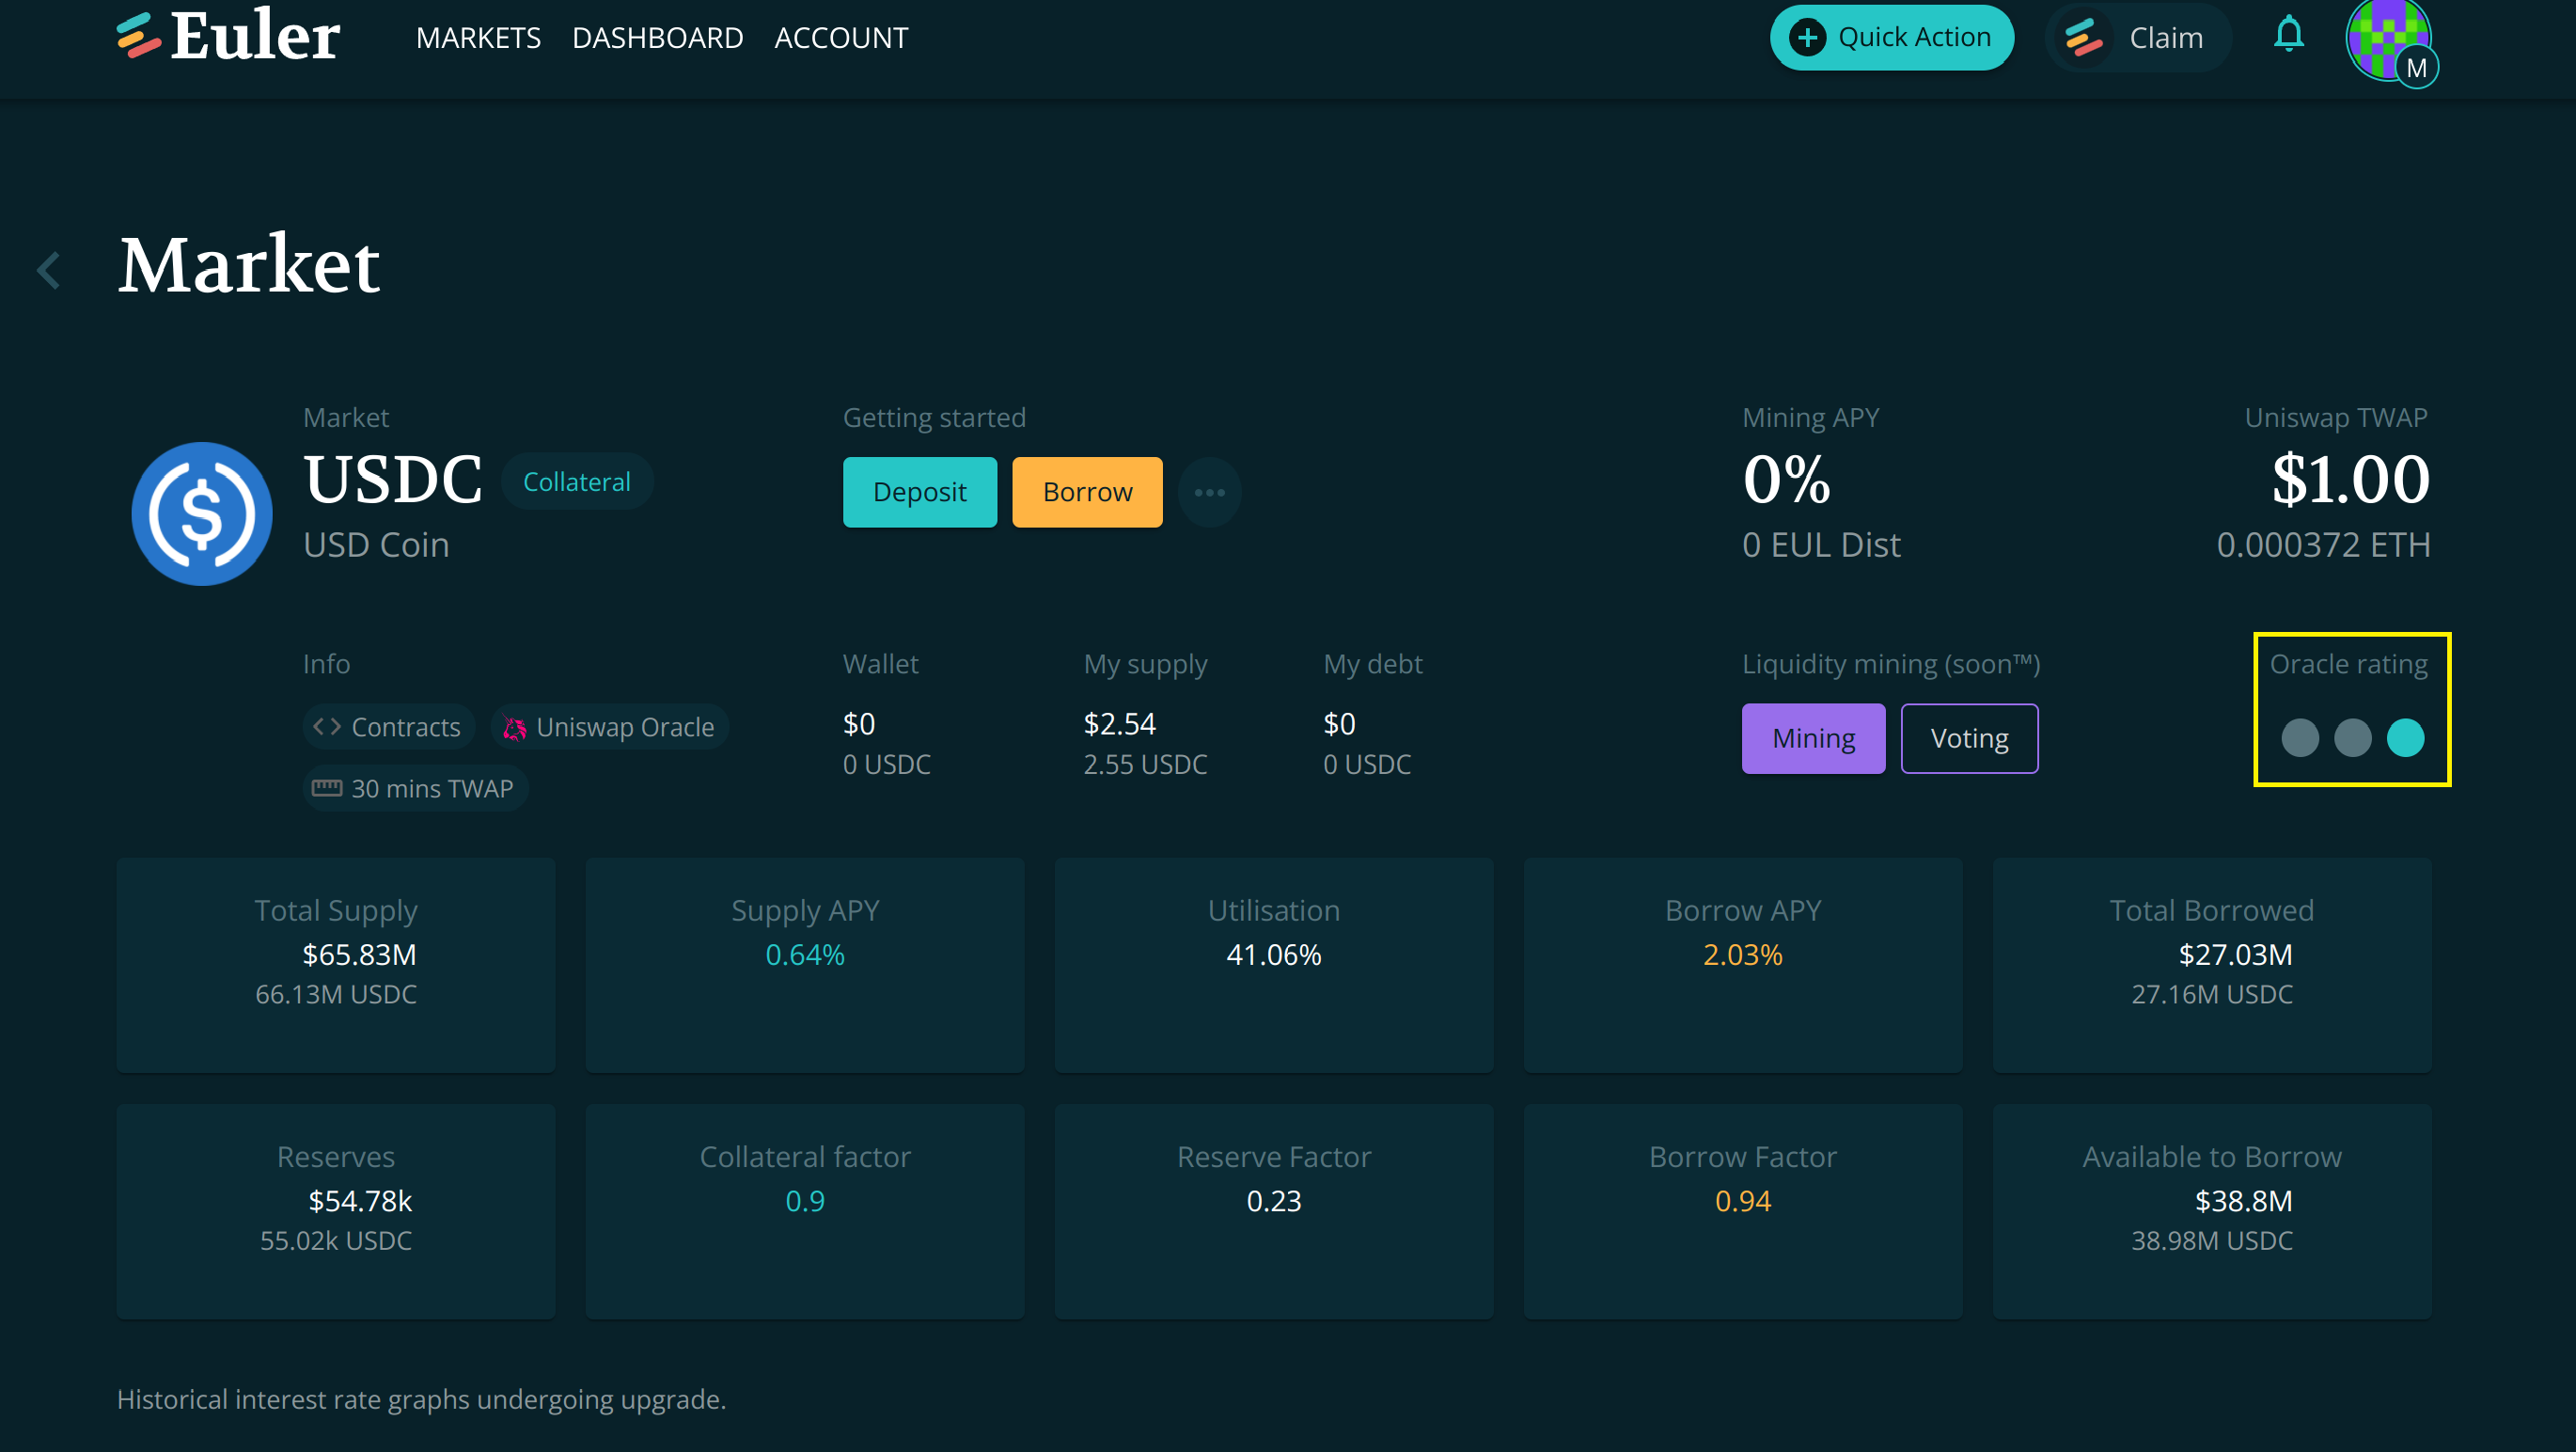 Euler
MARKETS DASHBOARD ACCOUNT
Quick Action
Claim
M
Market
Market
USDC Collateral
USD Coin
Getting started
Deposit Borrow
Mining APY
0%
0 EUL Dist
Uniswap TWAP
$1.00
0.000372 ETH
Info
Contracts Uniswap Oracle
30 mins TWAP
Wallet
$0
0 USDC
My supply
$2.54
2.55 USDC
My debt
$0
0 USDC
Liquidity mining (soon™)
Mining Voting
Oracle rating
Total Supply
$65.83M
66.13M USDC
Supply APY
0.64%
Utilisation
41.06%
Borrow APY
2.03%
Total Borrowed
$27.03M
27.16M USDC
Reserves
$54.78k
55.02k USDC
Collateral factor
0.9
Reserve Factor
0.23
Borrow Factor
0.94
Available to Borrow
$38.8M
38.98M USDC
Historical interest rate graphs undergoing upgrade.